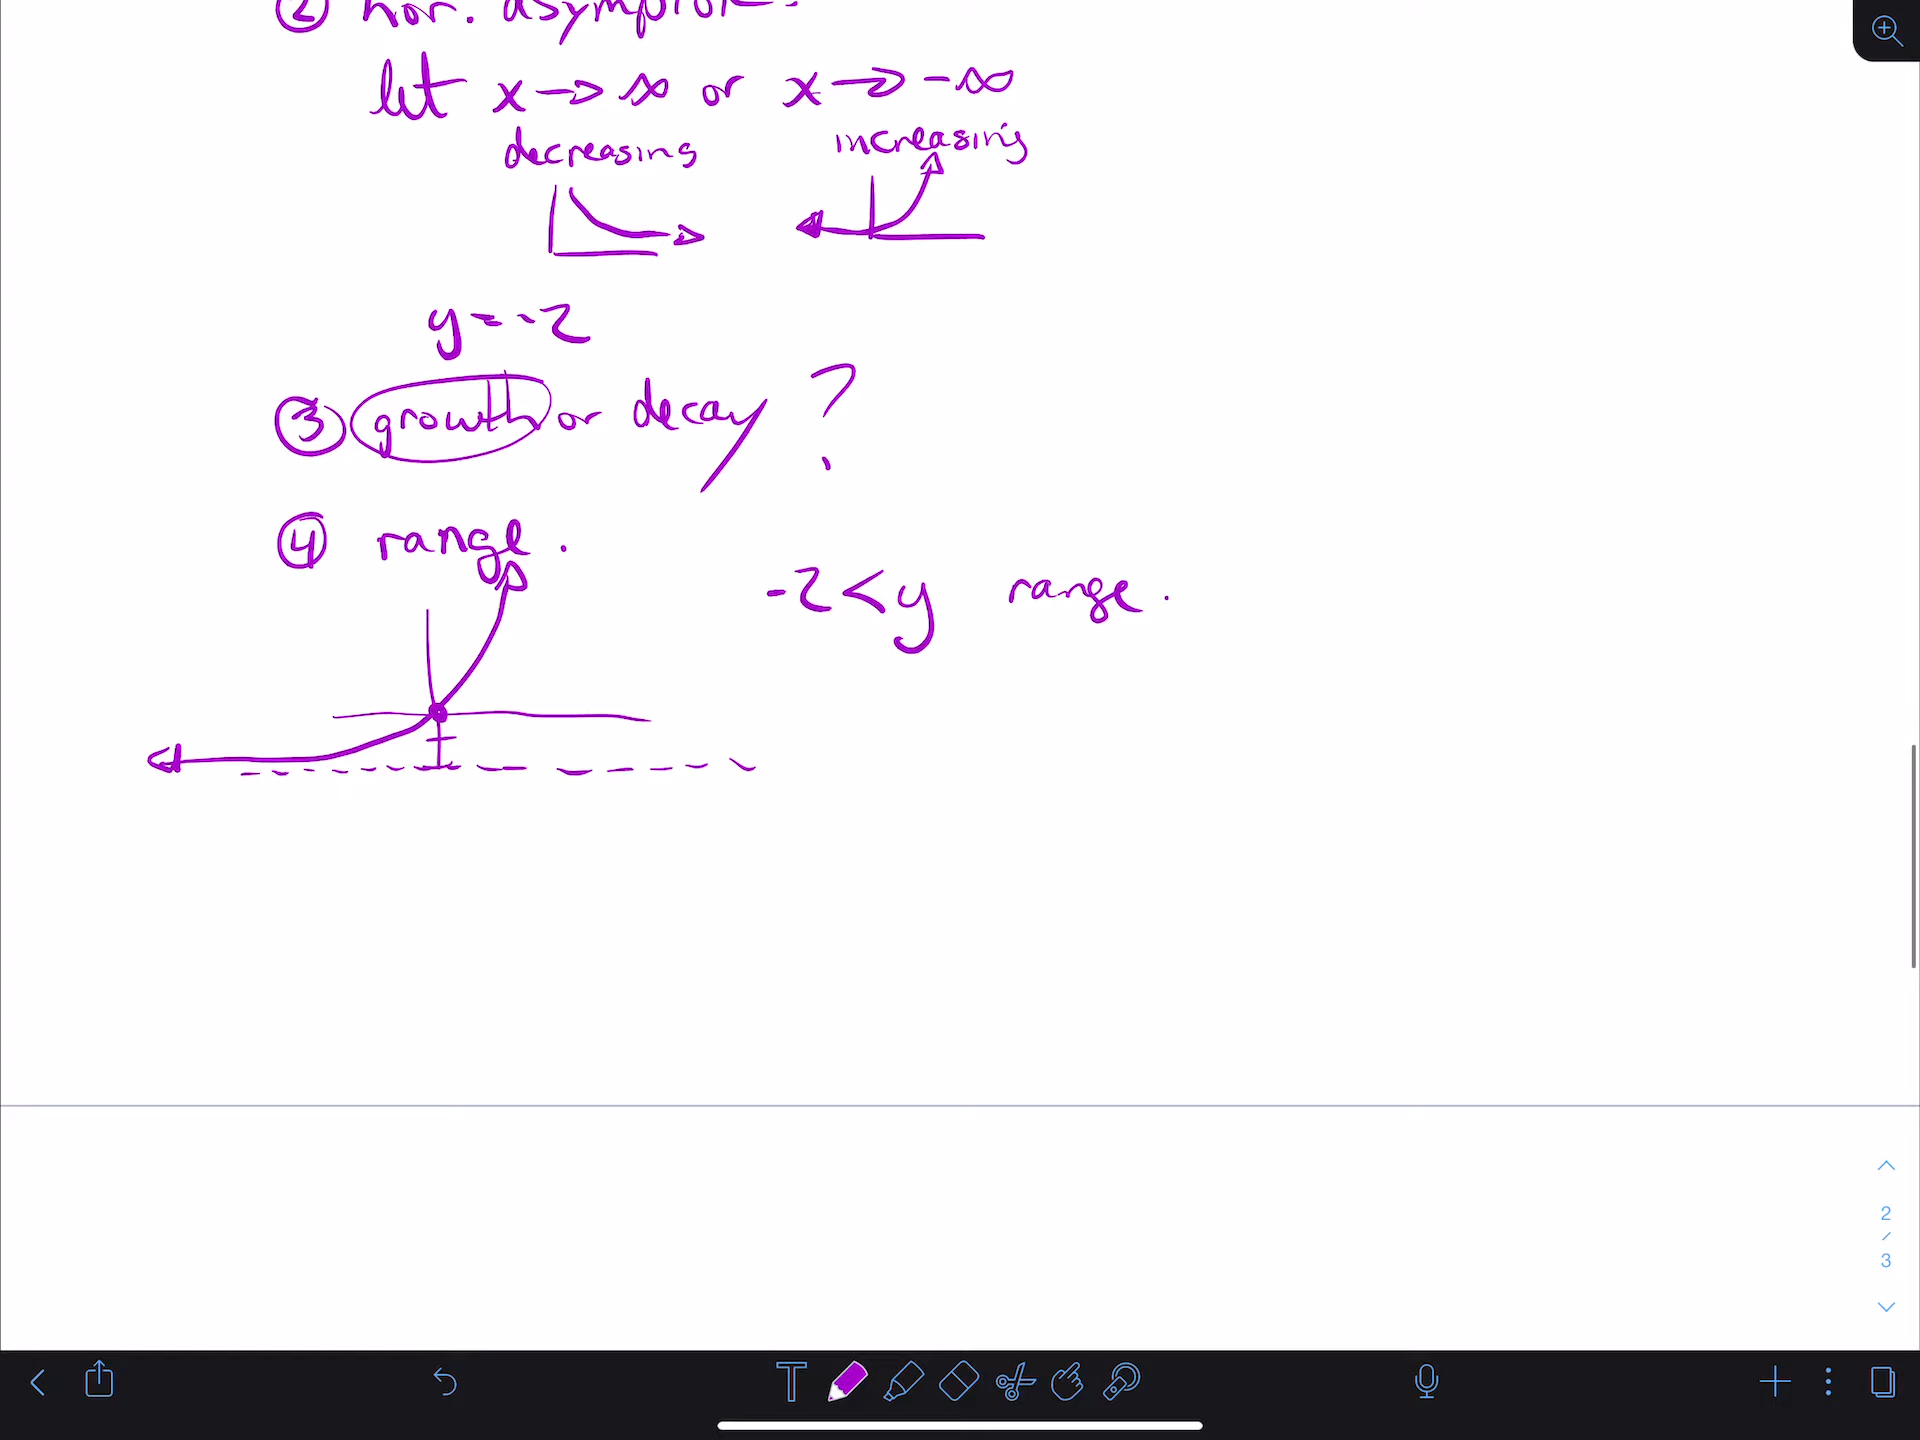 ② hor. asymptote.
let x → ∞ or x → -∞
decreasing increasing
y = -2
③ growth or decay ?
④ range.
-2 < y range.
2
/
3